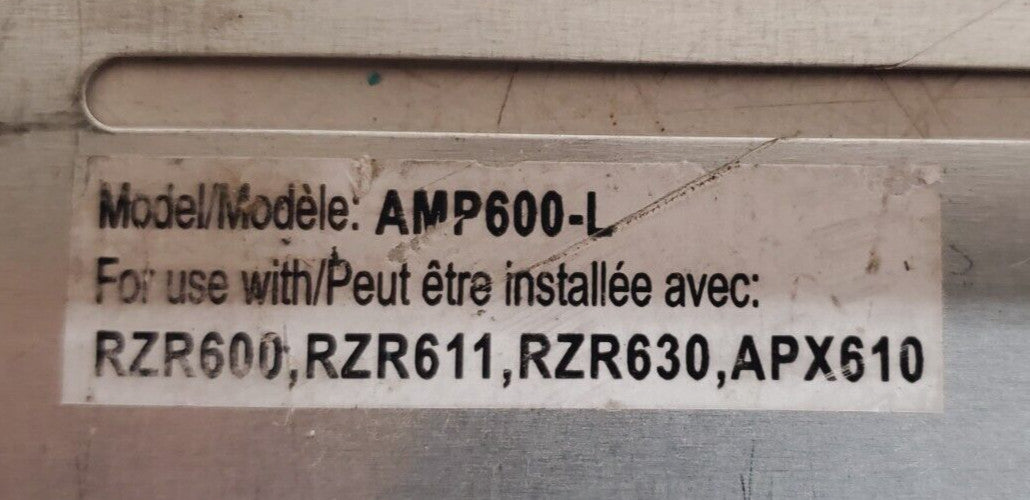 Model/Modèle: AMP600-L
For use with/Peut être installée avec:
RZR600,RZR611,RZR630,APX610